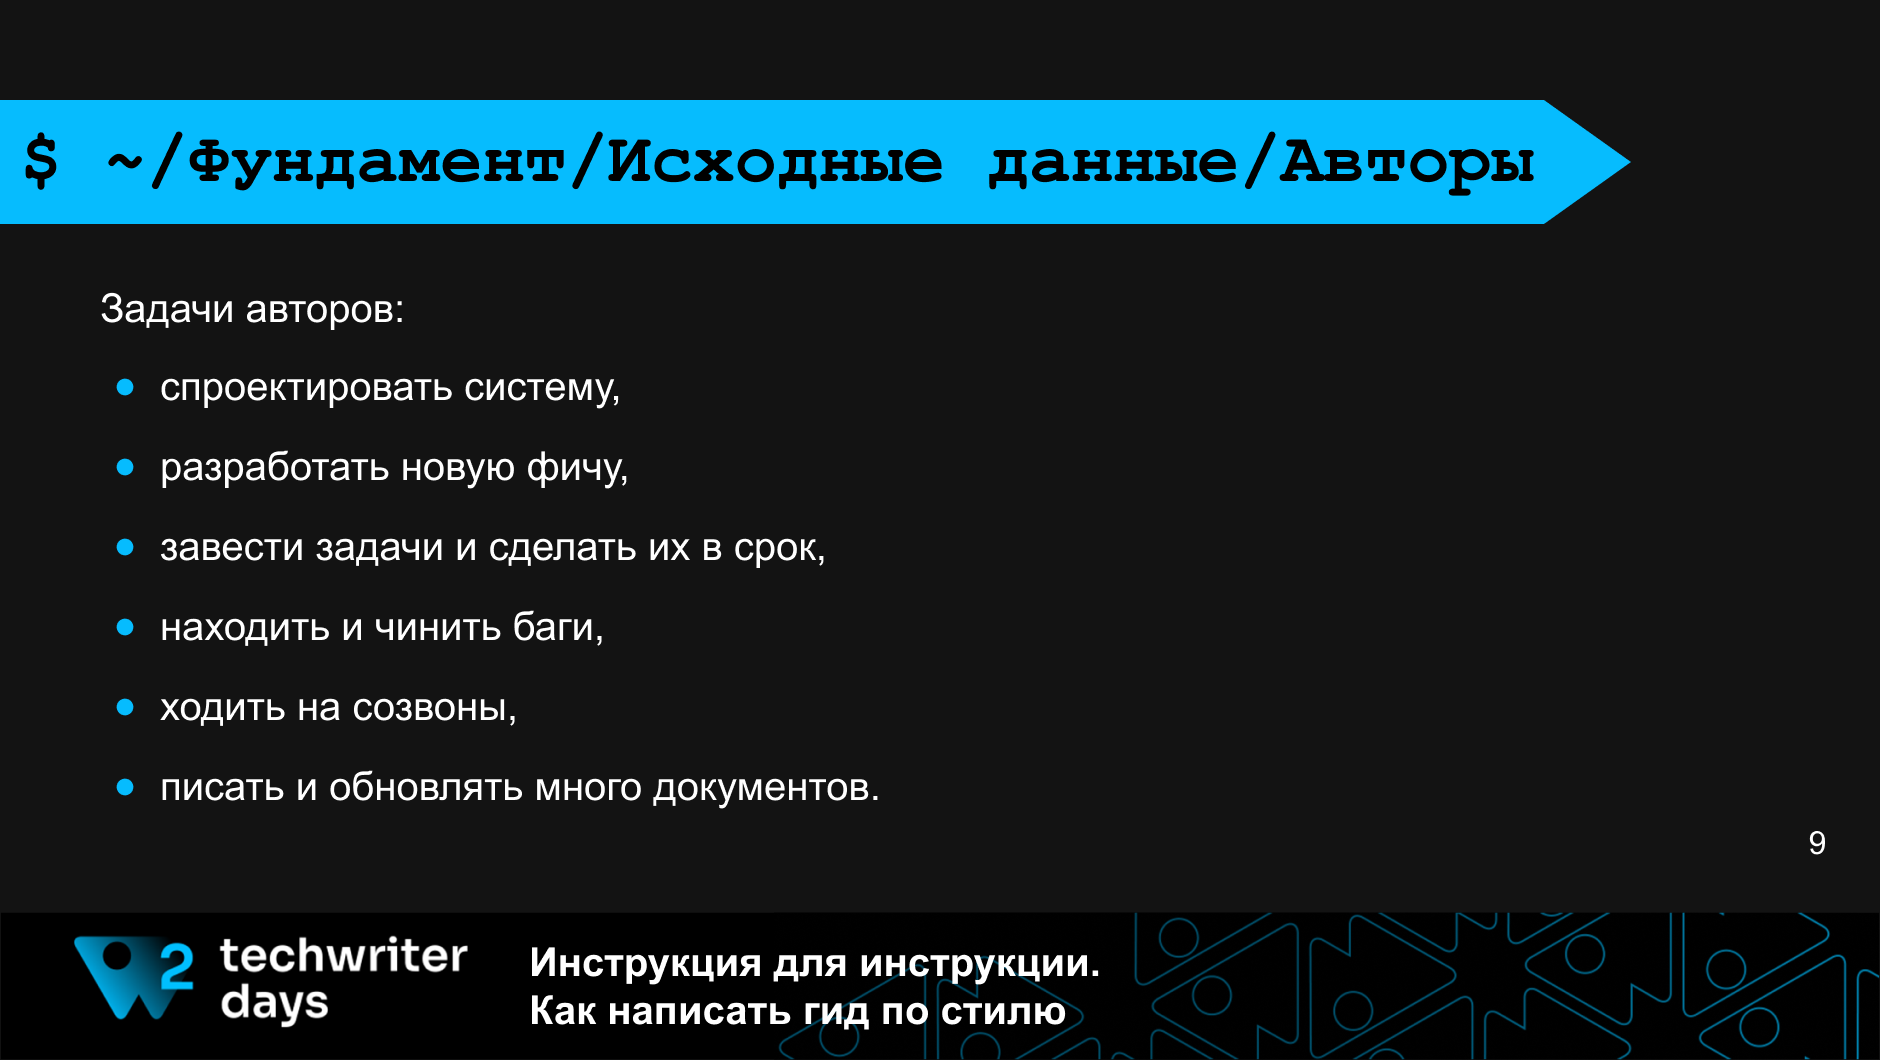 $ ~/Фундамент/Исходные данные/Авторы
Задачи авторов:
● спроектировать систему,
● разработать новую фичу,
● завести задачи и сделать их в срок,
● находить и чинить баги,
● ходить на созвоны,
● писать и обновлять много документов.
9
2 techwriter
days
Инструкция для инструкции.
Как написать гид по стилю